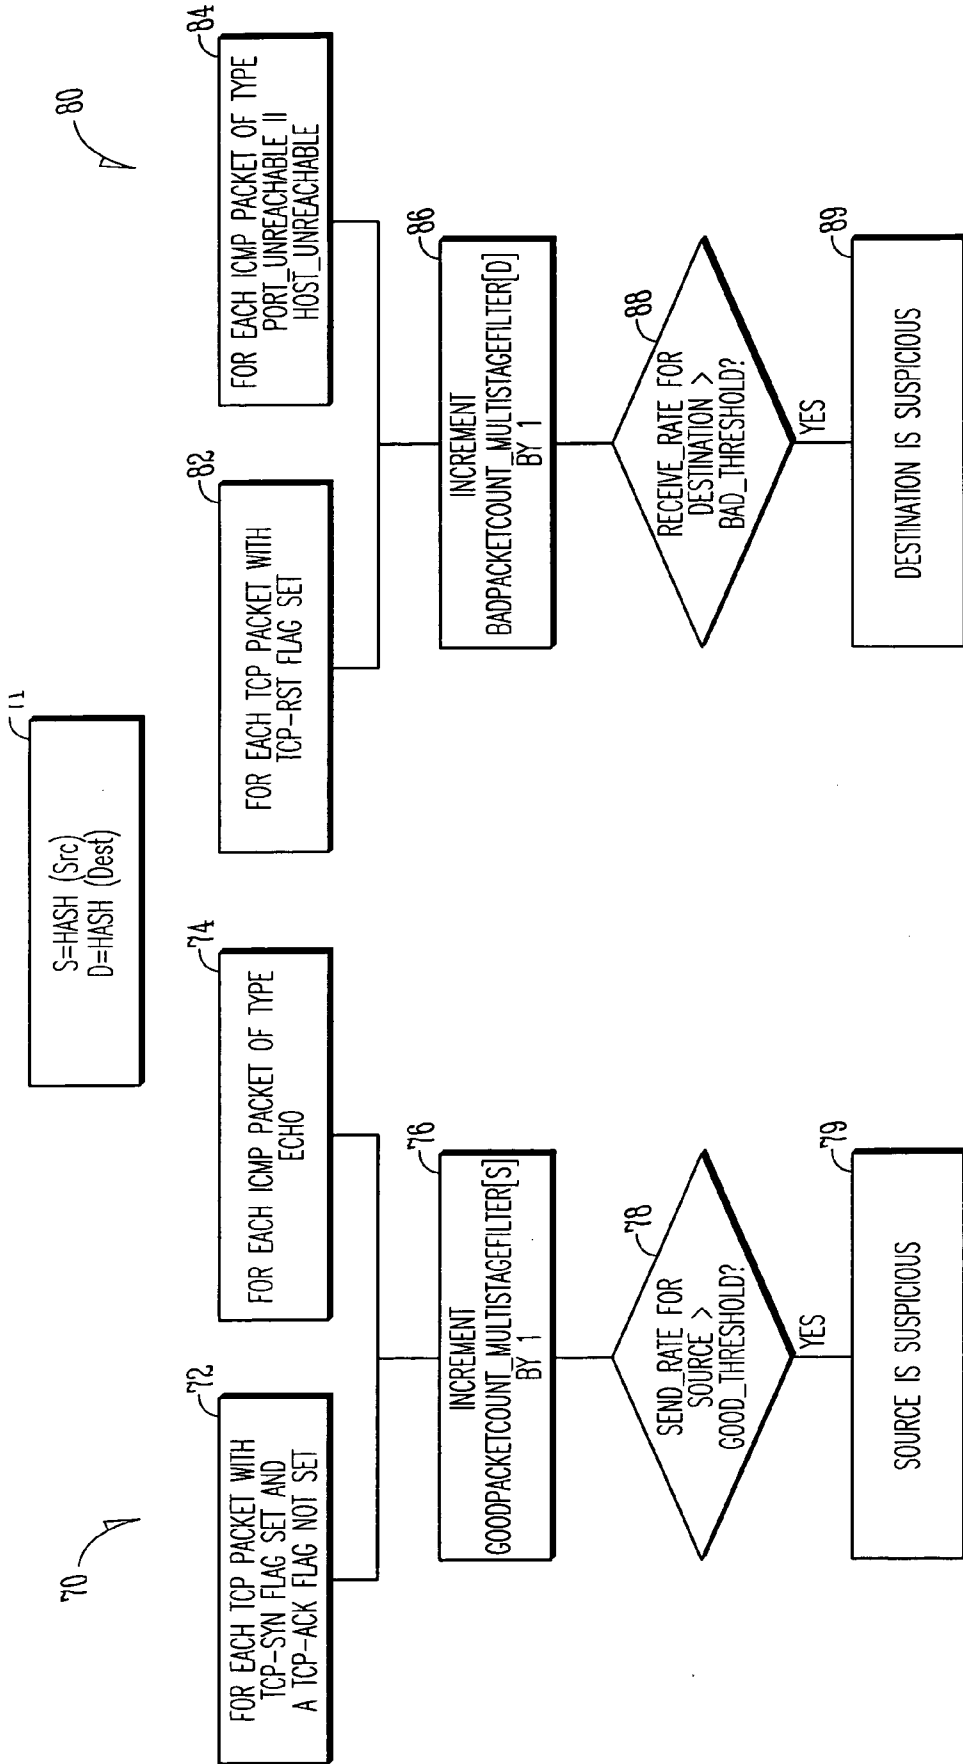 71
S=HASH (Src)
D=HASH (Dest)
70
72
FOR EACH TCP PACKET WITH
TCP-SYN FLAG SET AND
A TCP-ACK FLAG NOT SET
74
FOR EACH ICMP PACKET OF TYPE
ECHO
76
INCREMENT
GOODPACKETCOUNT_MULTISTAGEFILTER[S]
BY 1
78
SEND_RATE FOR
SOURCE >
GOOD_THRESHOLD?
YES
79
SOURCE IS SUSPICIOUS
80
82
FOR EACH TCP PACKET WITH
TCP-RST FLAG SET
84
FOR EACH ICMP PACKET OF TYPE
PORT_UNREACHABLE ||
HOST_UNREACHABLE
86
INCREMENT
BADPACKETCOUNT_MULTISTAGEFILTER[D]
BY 1
88
RECEIVE_RATE FOR
DESTINATION >
BAD_THRESHOLD?
YES
89
DESTINATION IS SUSPICIOUS